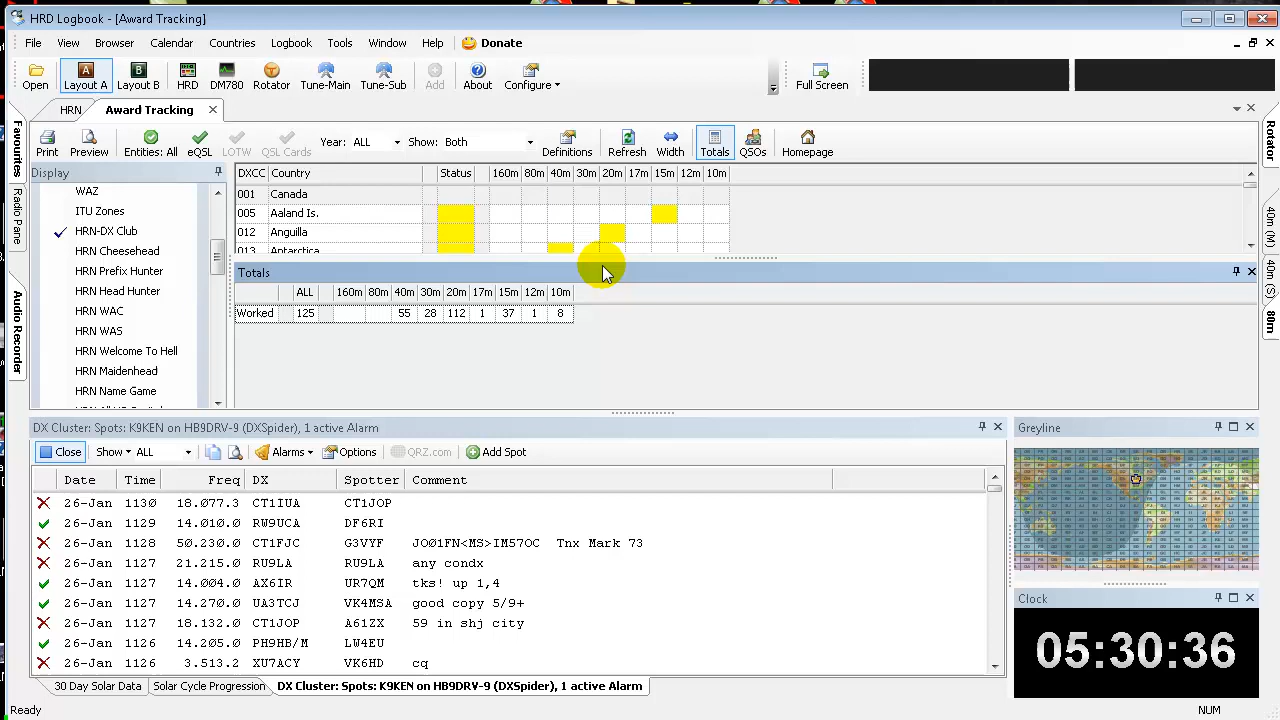 HRD Logbook - [Award Tracking]
File View Browser Calendar Countries Logbook Tools Window Help Donate
Open Layout A Layout B HRD DM780 Rotator Tune-Main Tune-Sub Add About Configure Full Screen
HRN Award Tracking
Print Preview Entities: All eQSL LOTW QSL Cards Year: ALL Show: Both Definitions Refresh Width Totals QSOs Homepage
Favourites
Radio Pane
Audio Recorder
Display
WAZ
ITU Zones
HRN-DX Club
HRN Cheesehead
HRN Prefix Hunter
HRN Head Hunter
HRN WAC
HRN WAS
HRN Welcome To Hell
HRN Maidenhead
HRN Name Game
DXCC Country Status 160m 80m 40m 30m 20m 17m 15m 12m 10m
001 Canada
005 Aaland Is.
012 Anguilla
013 Antarctica
Totals
ALL 160m 80m 40m 30m 20m 17m 15m 12m 10m
Worked 125 55 28 112 1 37 1 8
Rotator
40m (M)
40m (S)
80m
DX Cluster: Spots: K9KEN on HB9DRV-9 (DXSpider), 1 active Alarm
Close Show ALL Alarms Options QRZ.com Add Spot
Date Time Freq DX Spotter Comment
26-Jan 1130 18.077.3 CT1IUA CT1JOP
26-Jan 1129 14.010.0 RW9UCA DF6RI
26-Jan 1128 50.230.0 CT1FJC Tnx Mark 73
26-Jan 1127 21.215.0 RU9LA
26-Jan 1127 14.004.0 AX6IR UR7QM tks! up 1,4
26-Jan 1127 14.270.0 UA3TCJ VK4MSA good copy 5/9+
26-Jan 1127 18.132.0 CT1JOP A61ZX 59 in shj city
26-Jan 1126 14.205.0 PH9HB/M LW4EU
26-Jan 1126 3.513.2 XU7ACY VK6HD cq
30 Day Solar Data Solar Cycle Progression DX Cluster: Spots: K9KEN on HB9DRV-9 (DXSpider), 1 active Alarm
Greyline
Clock
05:30:36
Ready NUM